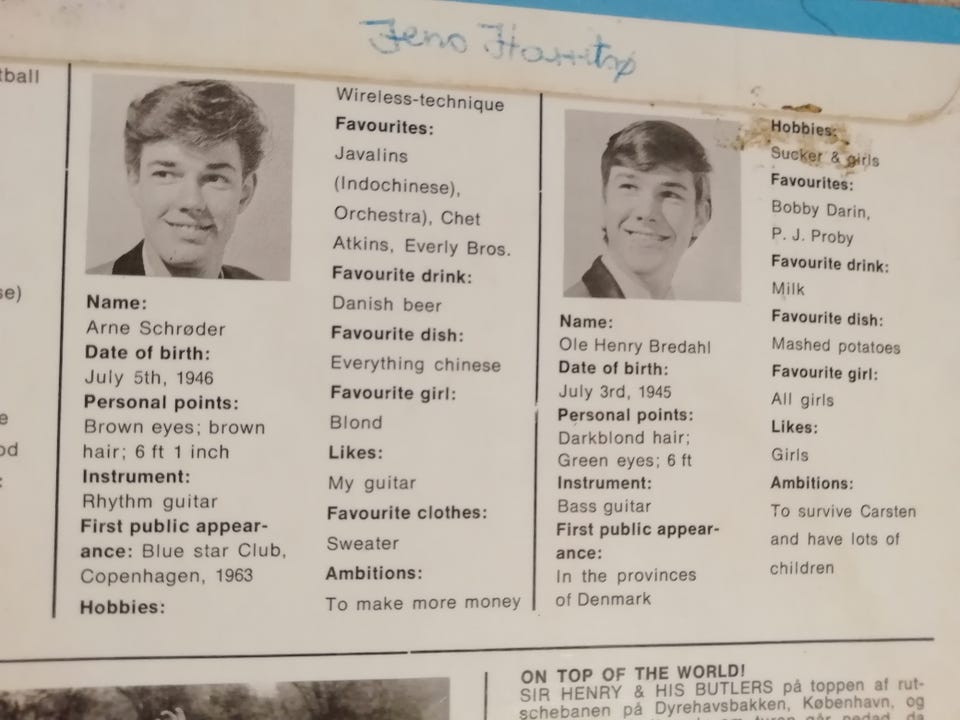 Jeno Harritsø
tball
se)
e
od
:
Name:
Arne Schrøder
Date of birth:
July 5th, 1946
Personal points:
Brown eyes; brown
hair; 6 ft 1 inch
Instrument:
Rhythm guitar
First public appear-
ance: Blue star Club,
Copenhagen, 1963
Hobbies:
Wireless-technique
Favourites:
Javalins
(Indochinese),
Orchestra), Chet
Atkins, Everly Bros.
Favourite drink:
Danish beer
Favourite dish:
Everything chinese
Favourite girl:
Blond
Likes:
My guitar
Favourite clothes:
Sweater
Ambitions:
To make more money
Name:
Ole Henry Bredahl
Date of birth:
July 3rd, 1945
Personal points:
Darkblond hair;
Green eyes; 6 ft
Instrument:
Bass guitar
First public appear-
ance:
In the provinces
of Denmark
Hobbies:
Sucker & girls
Favourites:
Bobby Darin,
P. J. Proby
Favourite drink:
Milk
Favourite dish:
Mashed potatoes
Favourite girl:
All girls
Likes:
Girls
Ambitions:
To survive Carsten
and have lots of
children
ON TOP OF THE WORLD!
SIR HENRY & HIS BUTLERS på toppen af rut-
schebanen på Dyrehavsbakken, København, og